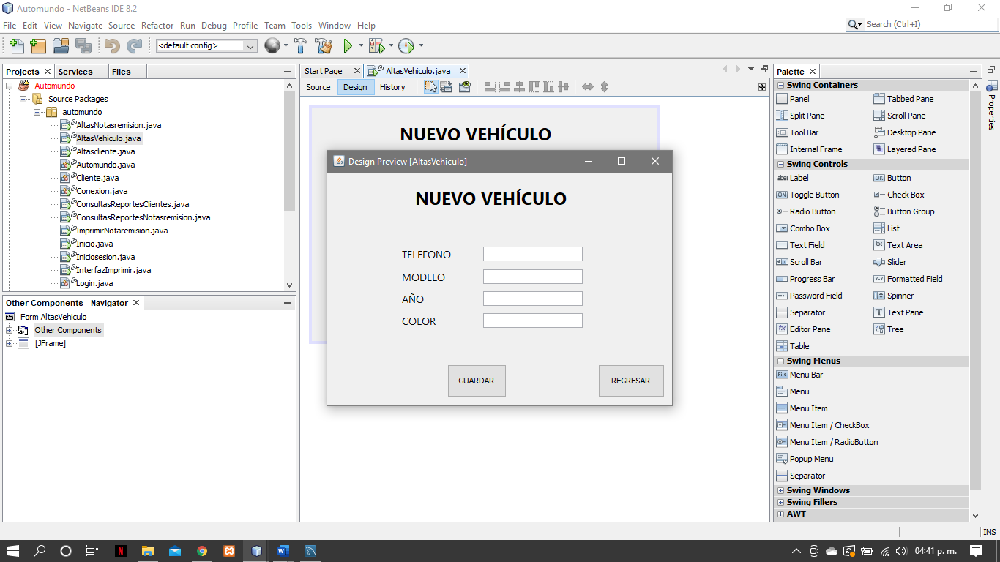 Automundo - NetBeans IDE 8.2
File Edit View Navigate Source Refactor Run Debug Profile Team Tools Window Help
Search (Ctrl+I)
<default config>
Projects Services Files
Automundo
Source Packages
automundo
AltasNotasremision.java
AltasVehiculo.java
Altascliente.java
Automundo.java
Cliente.java
Conexion.java
ConsultasReportesClientes.java
ConsultasReportesNotasremision.java
ImprimirNotaremision.java
Inicio.java
Iniciosesion.java
InterfazImprimir.java
Login.java
Other Components - Navigator
Form AltasVehiculo
Other Components
[JFrame]
Start Page AltasVehiculo.java
Source Design History
NUEVO VEHÍCULO
Design Preview [AltasVehiculo]
NUEVO VEHÍCULO
TELEFONO
MODELO
AÑO
COLOR
GUARDAR REGRESAR
Palette
Swing Containers
Panel Tabbed Pane
Split Pane Scroll Pane
Tool Bar Desktop Pane
Internal Frame Layered Pane
Swing Controls
label Label OK Button
ON Toggle Button Check Box
Radio Button Button Group
Combo Box List
Text Field Text Area
Scroll Bar Slider
Progress Bar Formatted Field
Password Field Spinner
Separator Text Pane
Editor Pane Tree
Table
Swing Menus
File Menu Bar
Menu
Menu Item
Menu Item / CheckBox
Menu Item / RadioButton
Popup Menu
Separator
Swing Windows
Swing Fillers
AWT
Properties
INS
04:41 p. m.